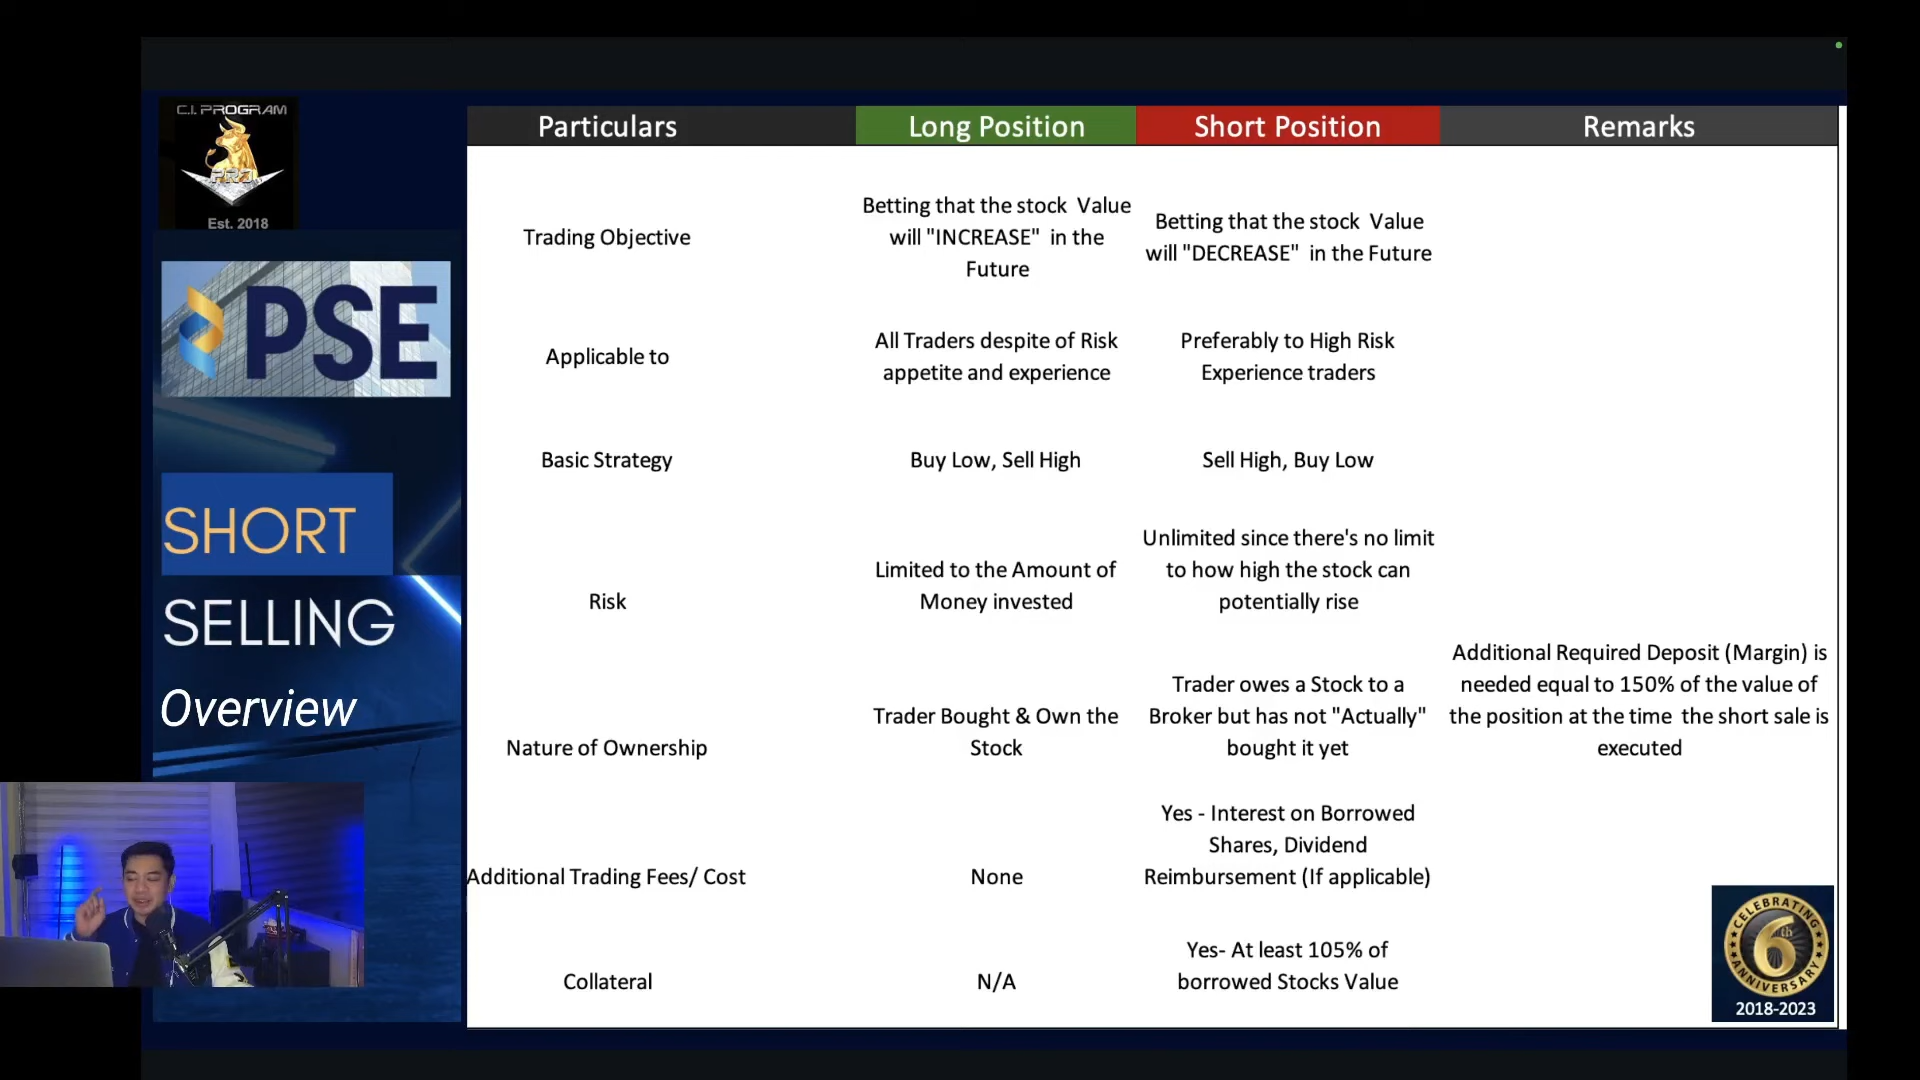 C.I. PROGRAM
PRO
Est. 2018
PSE
SHORT
SELLING
Overview
Particulars
Long Position
Short Position
Remarks
Trading Objective
Betting that the stock Value
will "INCREASE" in the
Future
Betting that the stock Value
will "DECREASE" in the Future
Applicable to
All Traders despite of Risk
appetite and experience
Preferably to High Risk
Experience traders
Basic Strategy
Buy Low, Sell High
Sell High, Buy Low
Risk
Limited to the Amount of
Money invested
Unlimited since there's no limit
to how high the stock can
potentially rise
Nature of Ownership
Trader Bought & Own the
Stock
Trader owes a Stock to a
Broker but has not "Actually"
bought it yet
Additional Required Deposit (Margin) is
needed equal to 150% of the value of
the position at the time the short sale is
executed
Additional Trading Fees/ Cost
None
Yes - Interest on Borrowed
Shares, Dividend
Reimbursement (If applicable)
Collateral
N/A
Yes- At least 105% of
borrowed Stocks Value
CELEBRATING
6th
ANNIVERSARY
2018-2023